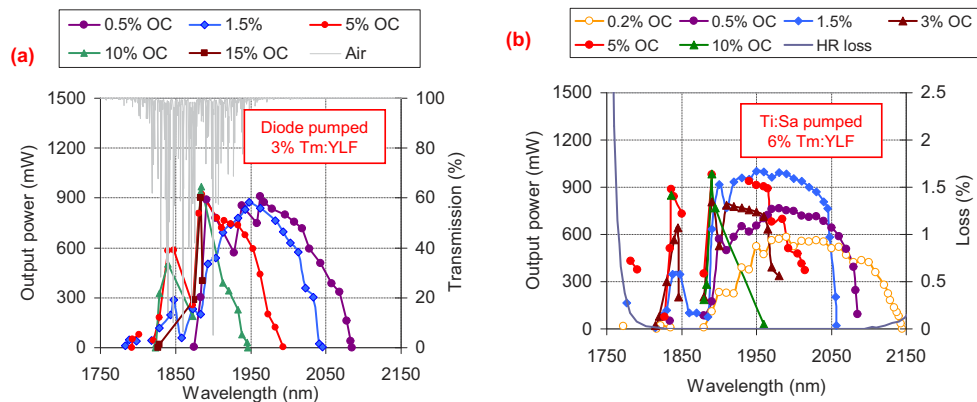 (a)
0.5% OC 1.5% 5% OC
10% OC 15% OC Air
Diode pumped
3% Tm:YLF
Output power (mW)
1500
1200
900
600
300
0
Transmission (%)
100
80
60
40
20
0
1750 1850 1950 2050 2150
Wavelength (nm)
(b)
0.2% OC 0.5% OC 1.5% 3% OC
5% OC 10% OC HR loss
Ti:Sa pumped
6% Tm:YLF
Output power (mW)
1500
1200
900
600
300
0
Loss (%)
2.5
2
1.5
1
0.5
0
1750 1850 1950 2050 2150
Wavelength (nm)